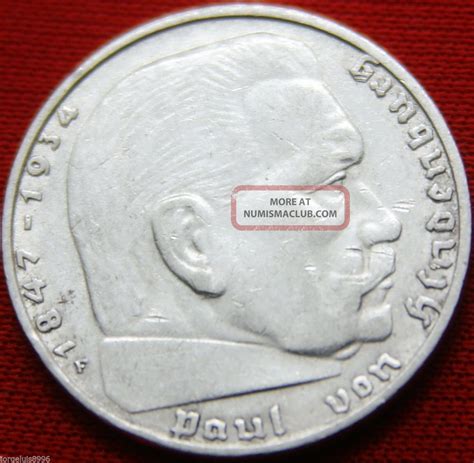 1847 - 1934
Paul von Hindenburg
MORE AT
NUMISMACLUB.COM